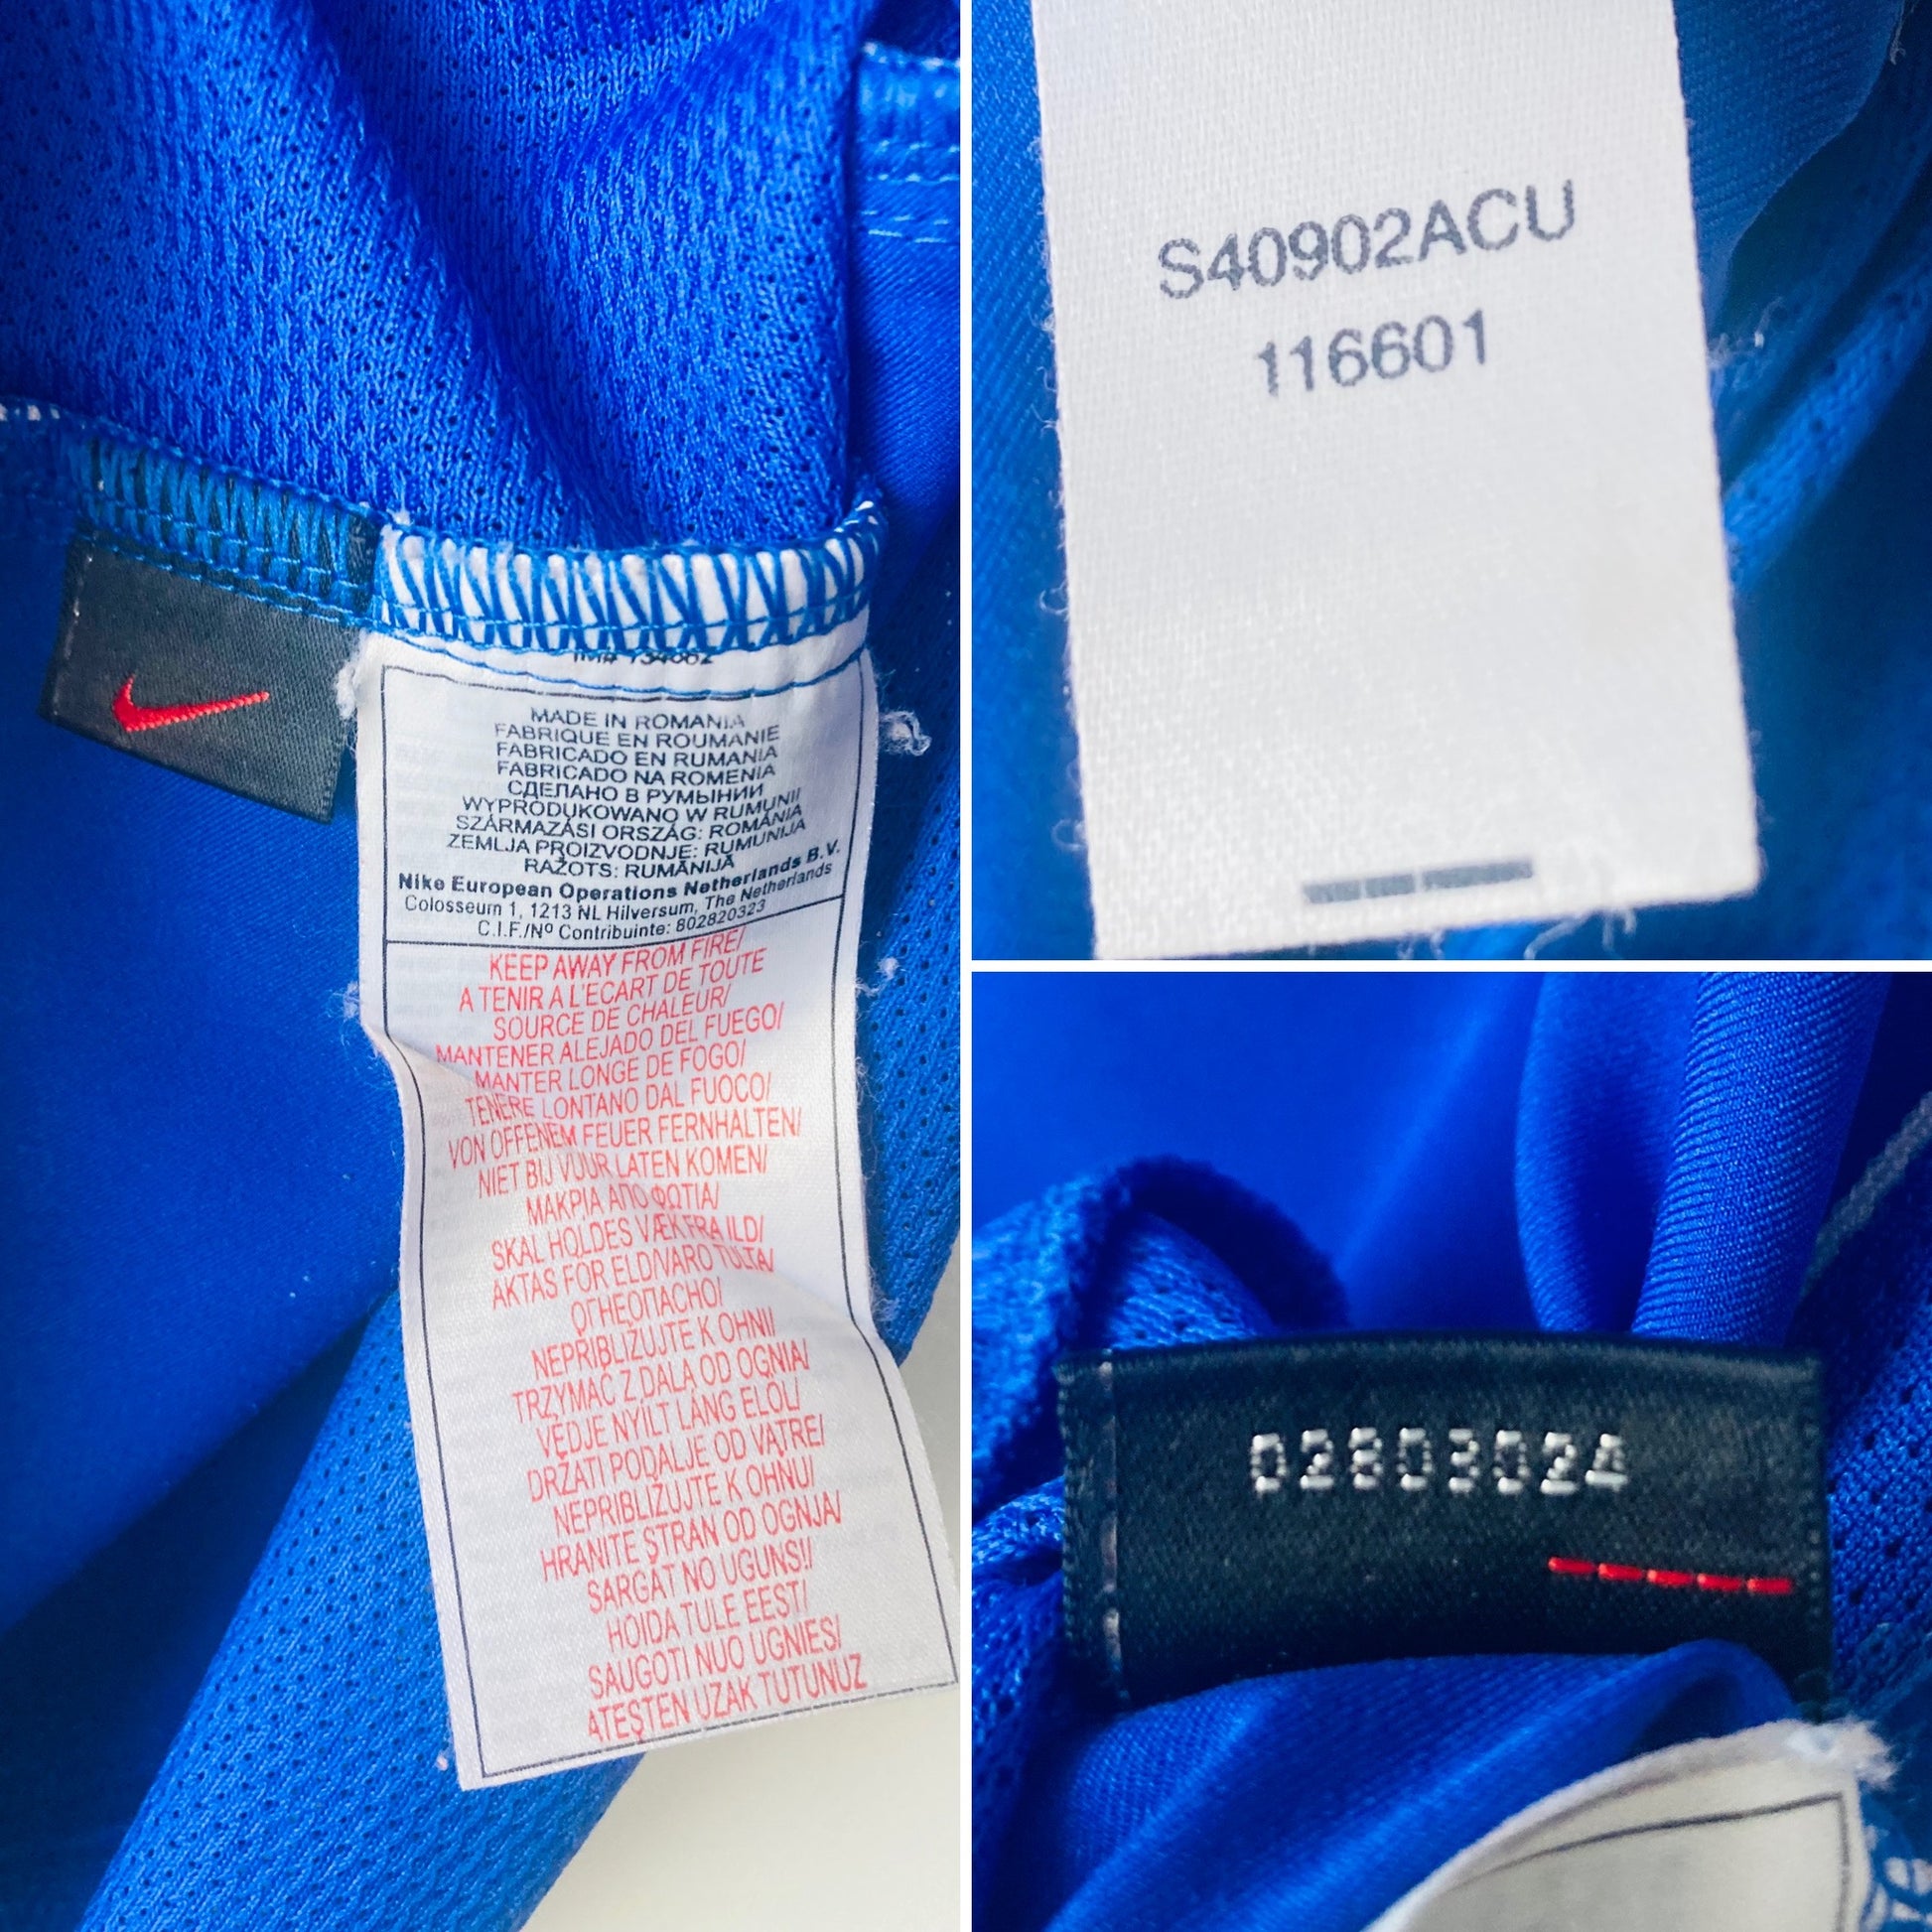 MADE IN ROMANIA
FABRIQUE EN ROUMANIE
FABRICADO EN RUMANIA
FABRICADO NA ROMENIA
СДЕЛАНО В РУМЫНИИ
WYPRODUKOWANO W RUMUNII
SZÁRMAZÁSI ORSZÁG: ROMÁNIA
ZEMLJA PROIZVODNJE: RUMUNIJA
RAŽOTS: RUMĀNIJĀ
Nike European Operations Netherlands B.V.
Colosseum 1, 1213 NL Hilversum, The Netherlands
C.I.F./Nº Contribuinte: 802820323
KEEP AWAY FROM FIRE/
A TENIR A L'ECART DE TOUTE
SOURCE DE CHALEUR/
MANTENER ALEJADO DEL FUEGO/
MANTER LONGE DE FOGO/
TENERE LONTANO DAL FUOCO/
VON OFFENEM FEUER FERNHALTEN/
NIET BIJ VUUR LATEN KOMEN/
ΜΑΚΡΙΑ ΑΠΟ ΦΩΤΙΑ/
SKAL HOLDES VÆK FRA ILD/
AKTAS FÖR ELD/VARO TULTA/
ОГНЕОПАСНО/
NEPRIBLIŽUJTE K OHNI/
TRZYMAĆ Z DALA OD OGNIA/
VÉDJE NYÍLT LÁNG ELŐL/
DRŽATI PODALJE OD VATRE/
NEPRIBLIŽUJTE K OHŇU/
HRANITE STRAN OD OGNJA/
SARGĀT NO UGUNS!/
HOIDA TULE EEST/
SAUGOTI NUO UGNIES/
ATEŞTEN UZAK TUTUNUZ
S40902ACU
116601
02803024